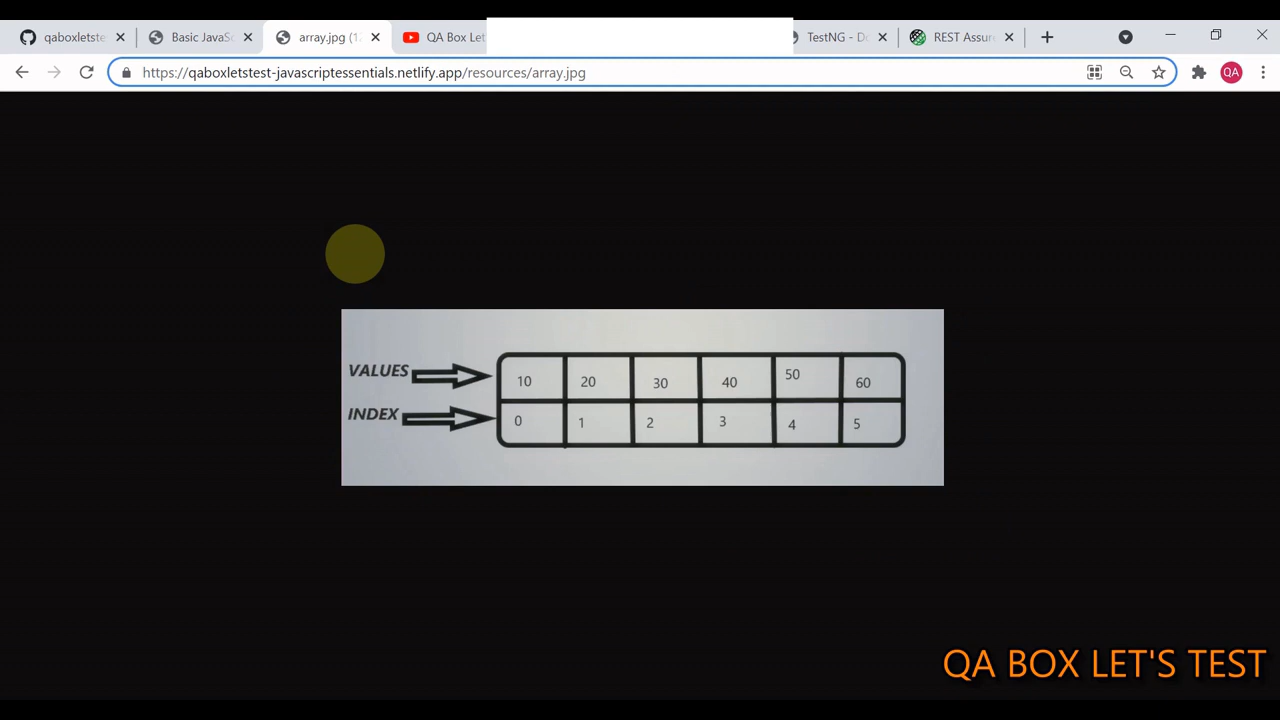 qaboxletste
Basic JavaSc
array.jpg (12
QA Box Let
TestNG - Do
REST Assur
https://qaboxletstest-javascriptessentials.netlify.app/resources/array.jpg
QA
VALUES 10 20 30 40 50 60
INDEX 0 1 2 3 4 5
QA BOX LET'S TEST